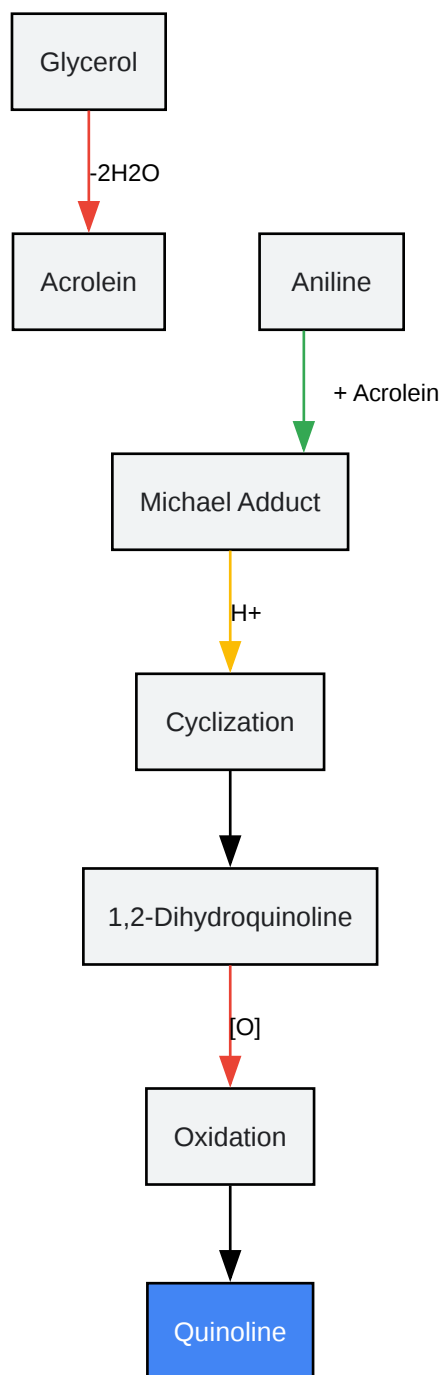 Glycerol
-2H2O
Acrolein
Aniline
+ Acrolein
Michael Adduct
H+
Cyclization
1,2-Dihydroquinoline
[O]
Oxidation
Quinoline